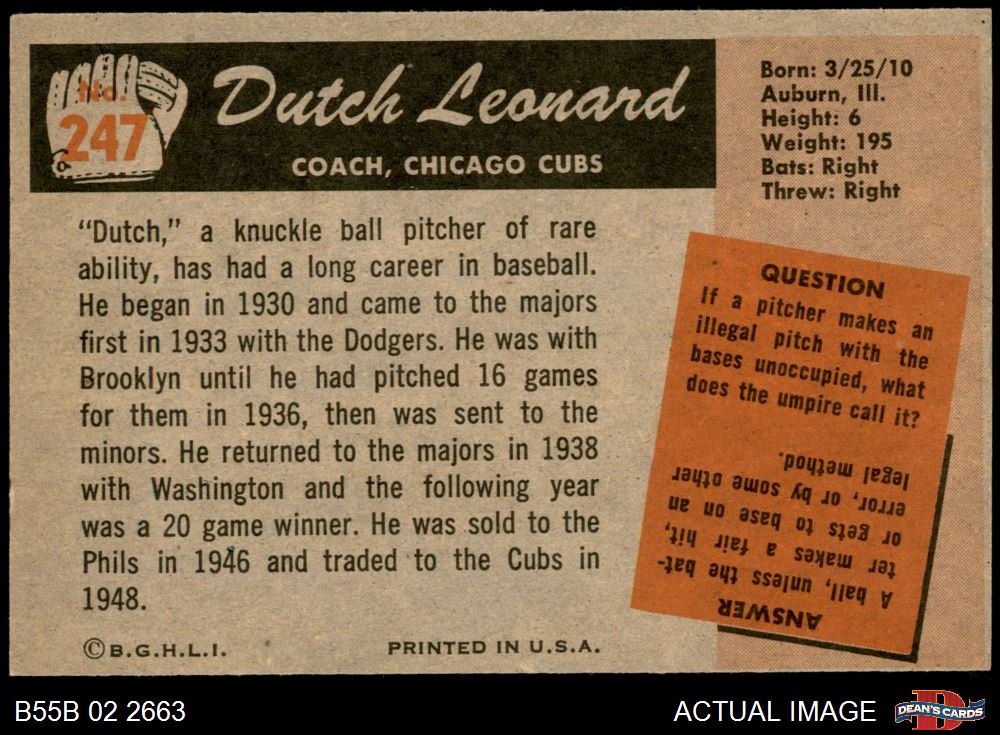 No.
247
Dutch Leonard
COACH, CHICAGO CUBS
Born: 3/25/10
Auburn, Ill.
Height: 6
Weight: 195
Bats: Right
Threw: Right
"Dutch," a knuckle ball pitcher of rare
ability, has had a long career in baseball.
He began in 1930 and came to the majors
first in 1933 with the Dodgers. He was with
Brooklyn until he had pitched 16 games
for them in 1936, then was sent to the
minors. He returned to the majors in 1938
with Washington and the following year
was a 20 game winner. He was sold to the
Phils in 1946 and traded to the Cubs in
1948.
QUESTION
If a pitcher makes an
illegal pitch with the
bases unoccupied, what
does the umpire call it?
ANSWER
A ball, unless the bat-
ter makes a fair hit,
or gets to base on an
error, or by some other
legal method.
©B.G.H.L.I.
PRINTED IN U.S.A.
B55B 02 2663
ACTUAL IMAGE
D
DEAN'S CARDS